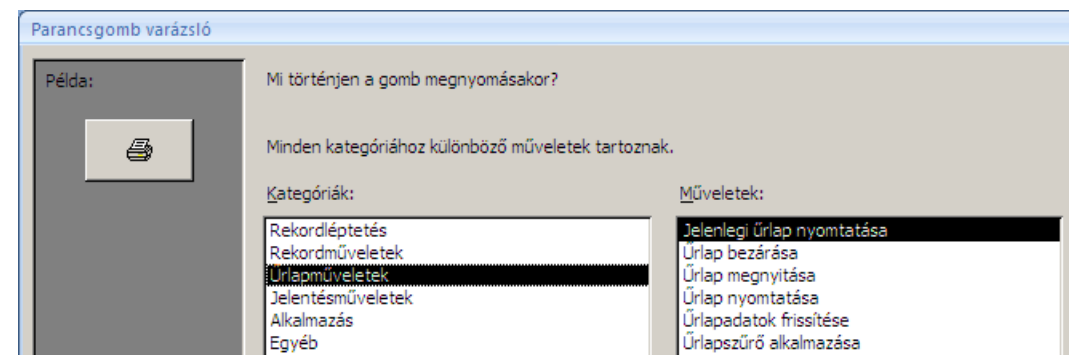 Parancsgomb varázsló
Példa:
Mi történjen a gomb megnyomásakor?
Minden kategóriához különböző műveletek tartoznak.
Kategóriák:
Rekordléptetés
Rekordműveletek
Űrlapműveletek
Jelentésműveletek
Alkalmazás
Egyéb
Műveletek:
Jelenlegi űrlap nyomtatása
Űrlap bezárása
Űrlap megnyitása
Űrlap nyomtatása
Űrlapadatok frissítése
Űrlapszűrő alkalmazása